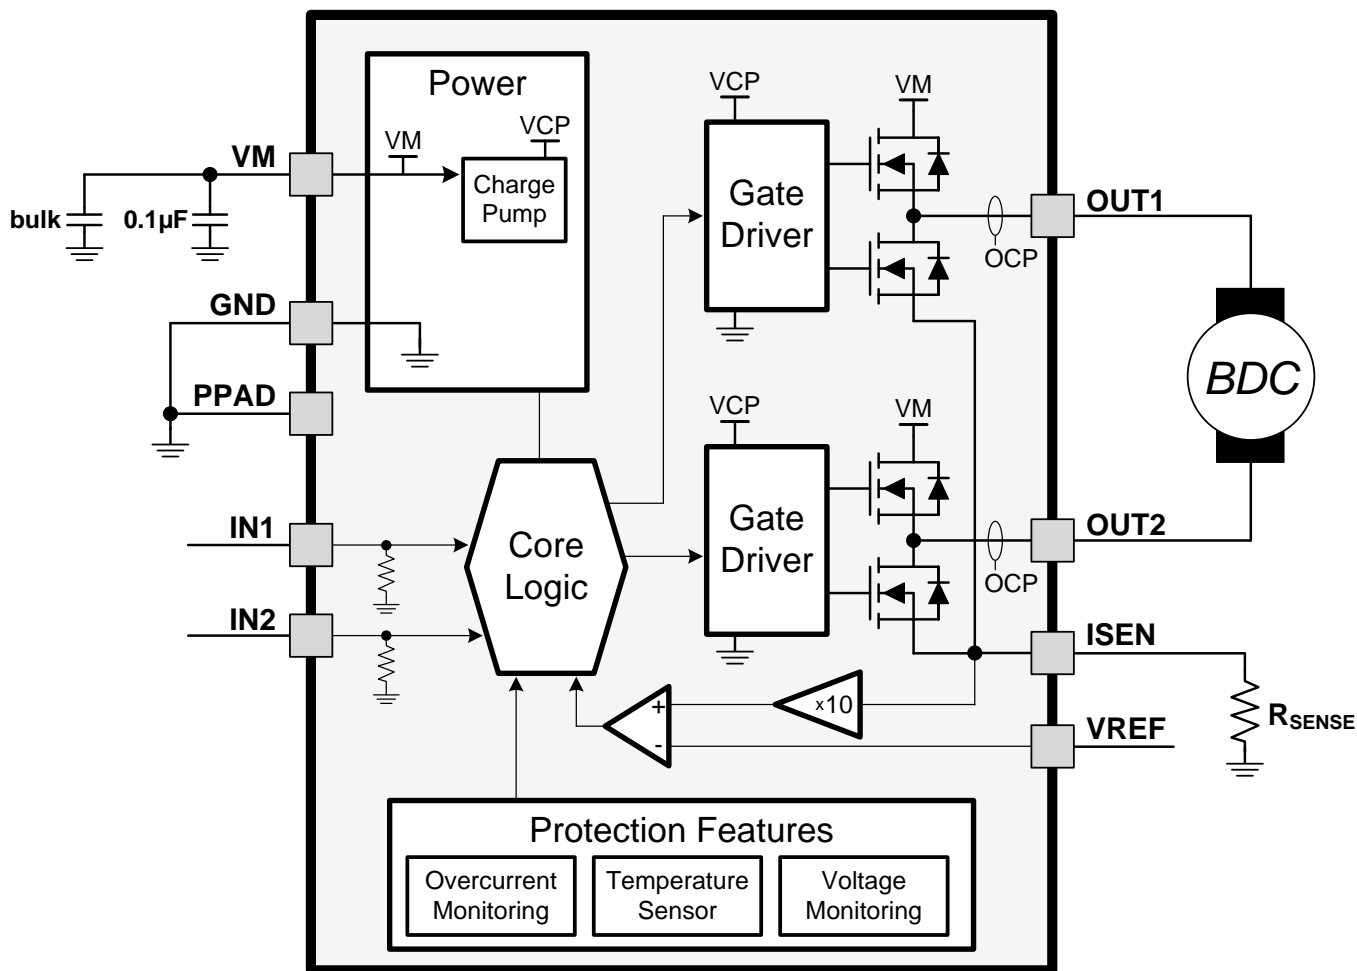 Power
VM
VCP
Charge
Pump
VM
bulk
0.1µF
GND
PPAD
VCP
Gate
Driver
VM
OCP
OUT1
BDC
VCP
Gate
Driver
VM
OCP
OUT2
IN1
IN2
Core
Logic
ISEN
RSENSE
x10
+
-
VREF
Protection Features
Overcurrent
Monitoring
Temperature
Sensor
Voltage
Monitoring